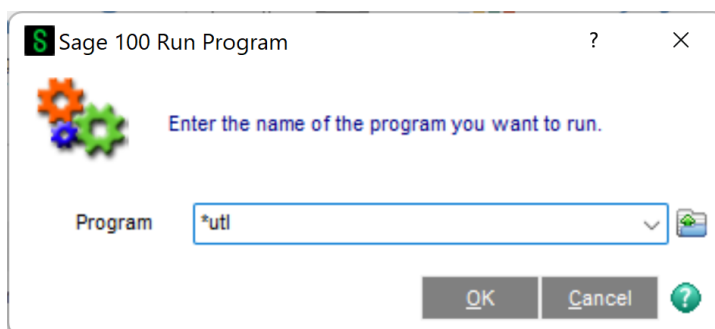 S Sage 100 Run Program ?
Enter the name of the program you want to run.
Program *utl
OK Cancel ?